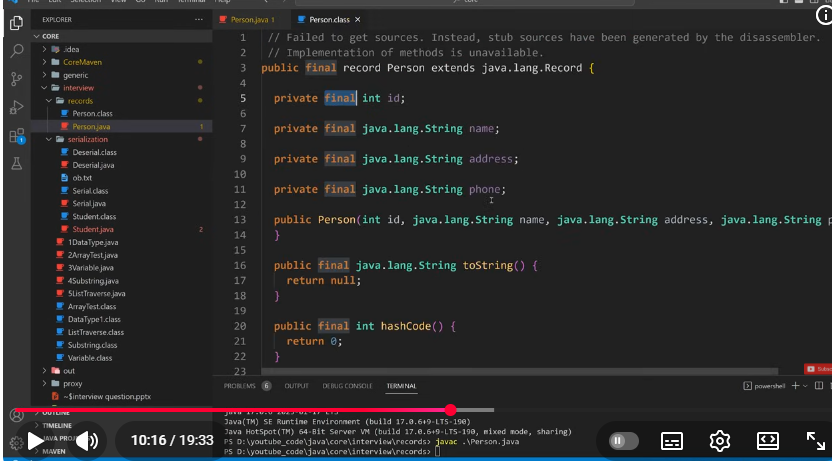 EXPLORER
Person.java 1
Person.class
CORE
.idea
CoreMaven
generic
interview
records
Person.class
Person.java 1
serialization
Deserial.class
Deserial.java
ob.txt
Serial.class
Serial.java
Student.class
Student.java 2
1DataType.java
2ArrayTest.java
3Variable.java
4Substring.java
5ListTraverse.java
ArrayTest.class
DataType1.class
ListTraverse.class
Substring.class
Variable.class
out
proxy
~$interview question.pptx
OUTLINE
TIMELINE
MAVEN
1 // Failed to get sources. Instead, stub sources have been generated by the disassembler.
2 // Implementation of methods is unavailable.
3 public final record Person extends java.lang.Record {
4
5 private final int id;
6
7 private final java.lang.String name;
8
9 private final java.lang.String address;
10
11 private final java.lang.String phone;
12
13 public Person(int id, java.lang.String name, java.lang.String address, java.lang.String p
14 }
15
16 public final java.lang.String toString() {
17 return null;
18 }
19
20 public final int hashCode() {
21 return 0;
22 }
23
PROBLEMS 6 OUTPUT DEBUG CONSOLE TERMINAL
powershell
Java(TM) SE Runtime Environment (build 17.0.6+9-LTS-190)
Java HotSpot(TM) 64-Bit Server VM (build 17.0.6+9-LTS-190, mixed mode, sharing)
PS D:\youtube_code\java\core\interview\records> javac .\Person.java
PS D:\youtube_code\java\core\interview\records>
10:16 / 19:33